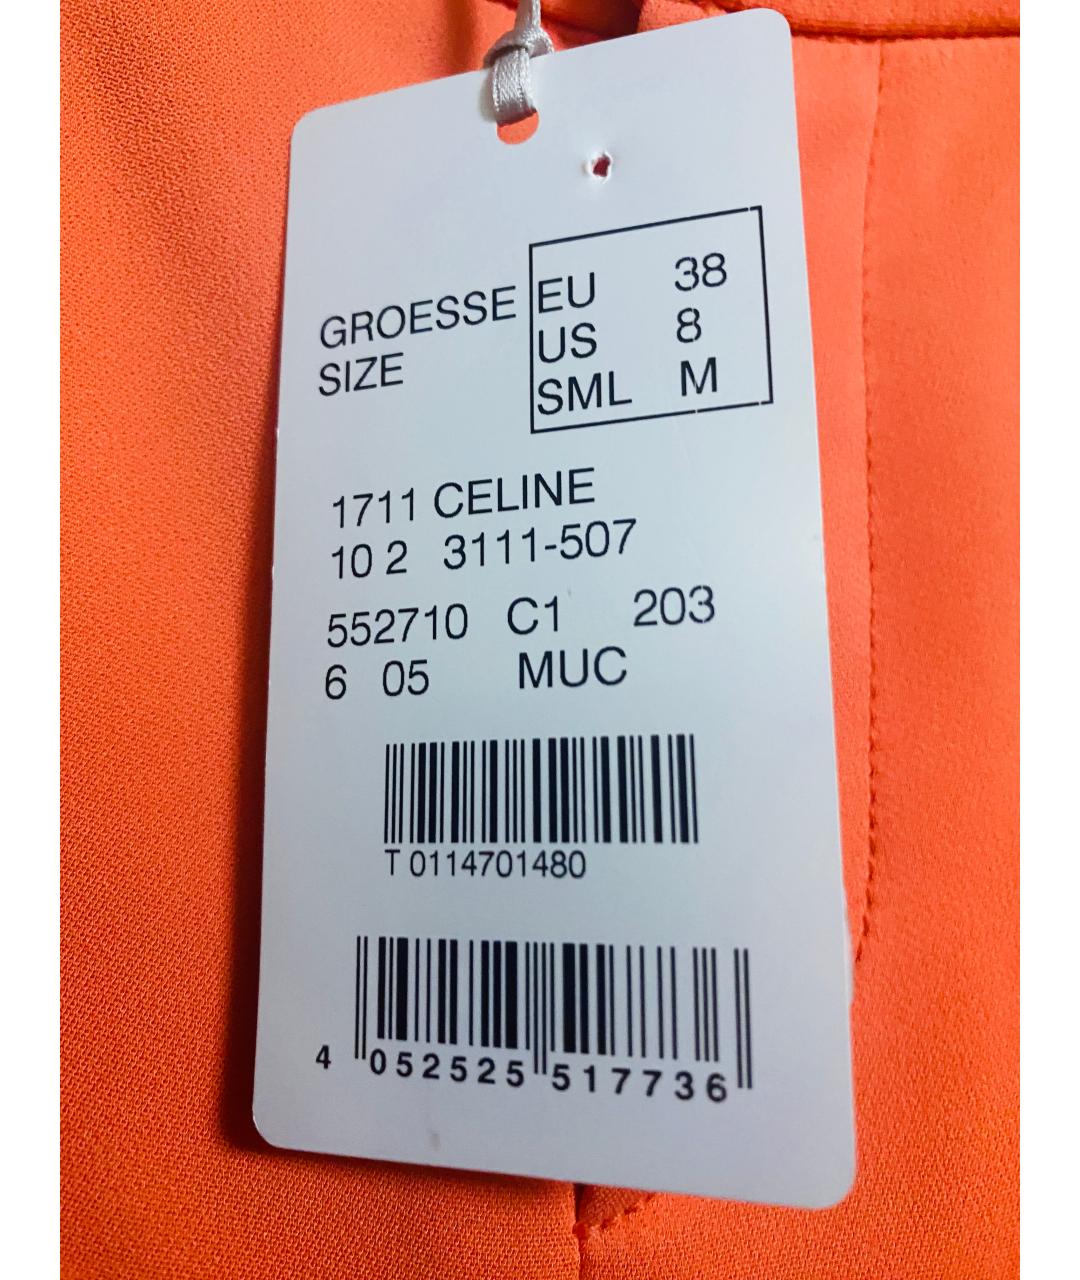 GROESSE EU 38
SIZE US 8
SML M
1711 CELINE
10 2 3111-507
552710 C1 203
6 05 MUC
T 0114701480
4 052525 517736